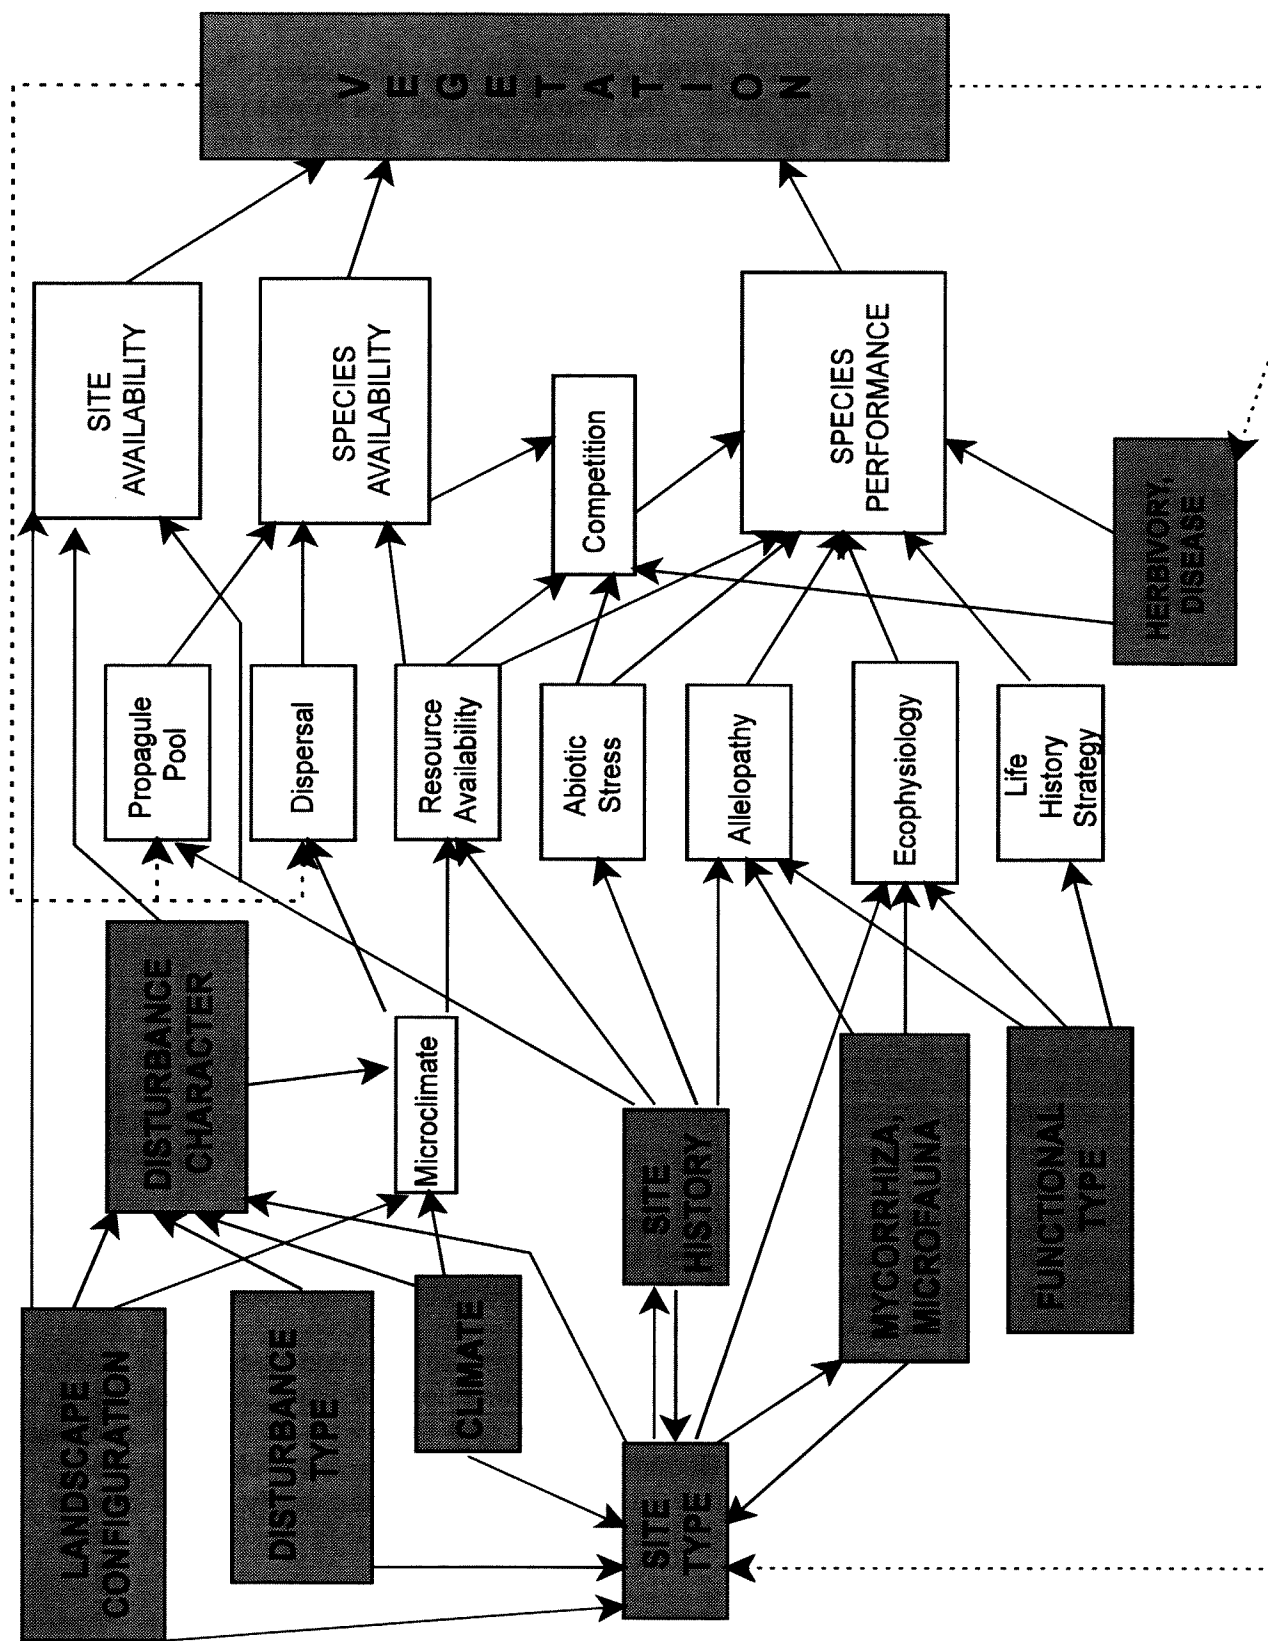 LANDSCAPE
CONFIGURATION
DISTURBANCE
TYPE
CLIMATE
SITE
TYPE
DISTURBANCE
CHARACTER
Microclimate
SITE
HISTORY
MYCORRHIZA,
MICROFAUNA
FUNCTIONAL
TYPE
Propagule
Pool
Dispersal
Resource
Availability
Abiotic
Stress
Allelopathy
Ecophysiology
Life
History
Strategy
SITE
AVAILABILITY
SPECIES
AVAILABILITY
Competition
SPECIES
PERFORMANCE
HERBIVORY,
DISEASE
VEGETATION